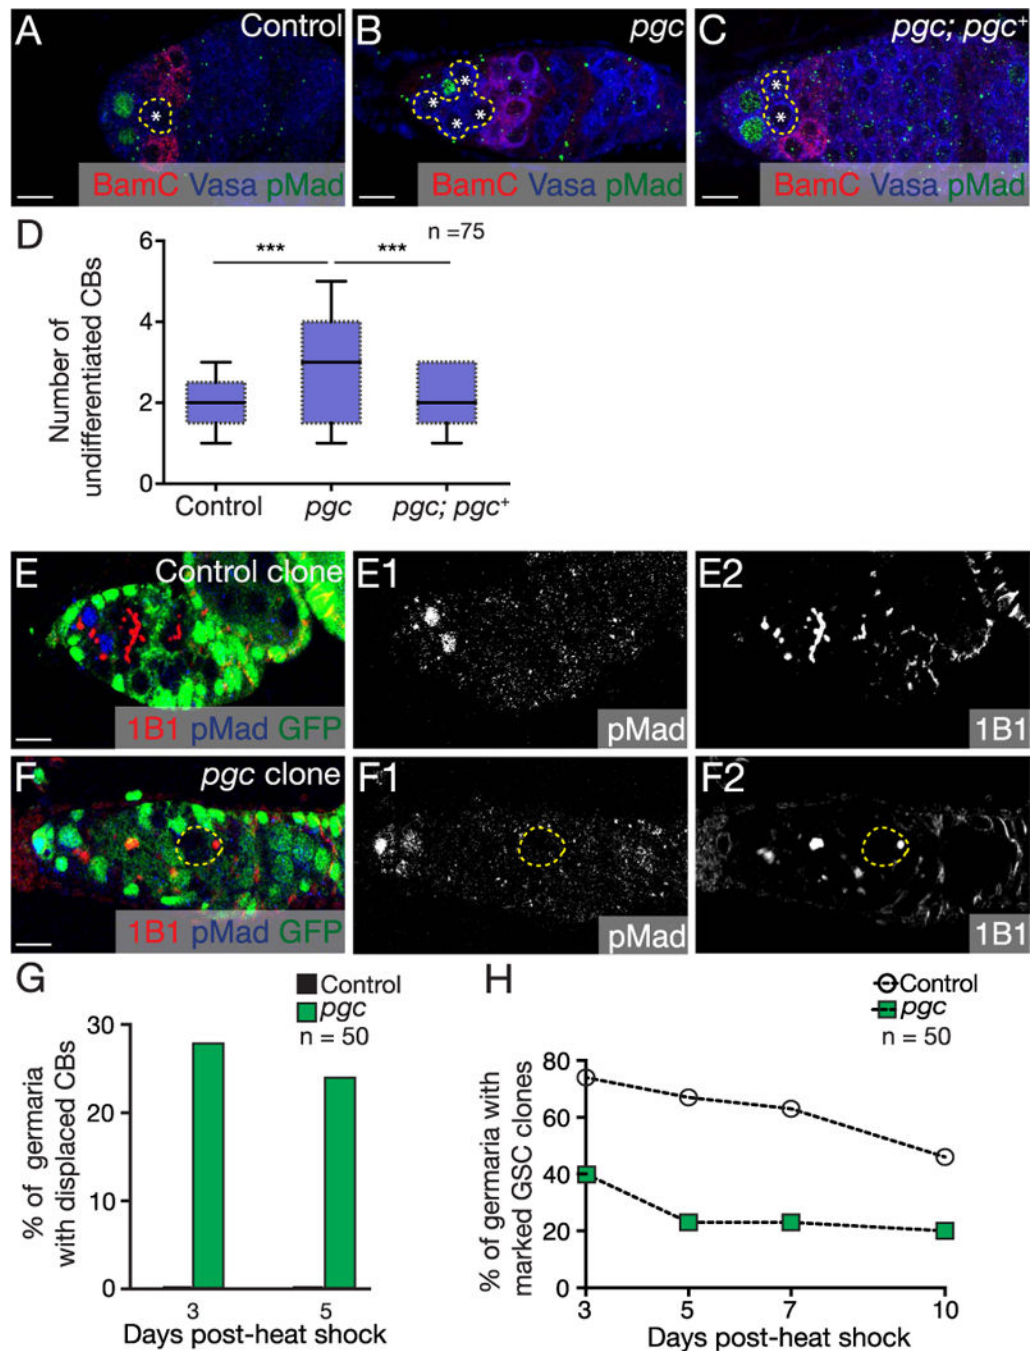 A
Control
BamC Vasa pMad
B
pgc
BamC Vasa pMad
C
pgc; pgc⁺
BamC Vasa pMad
D
n =75
Number of
undifferentiated CBs
6
4
2
0
***
***
Control
pgc
pgc; pgc⁺
E
Control clone
1B1 pMad GFP
E1
pMad
E2
1B1
F
pgc clone
1B1 pMad GFP
F1
pMad
F2
1B1
G
Control
pgc
n = 50
% of germaria
with displaced CBs
30
20
10
0
3
5
Days post-heat shock
H
Control
pgc
n = 50
% of germaria with
marked GSC clones
80
60
40
20
0
3
5
7
10
Days post-heat shock